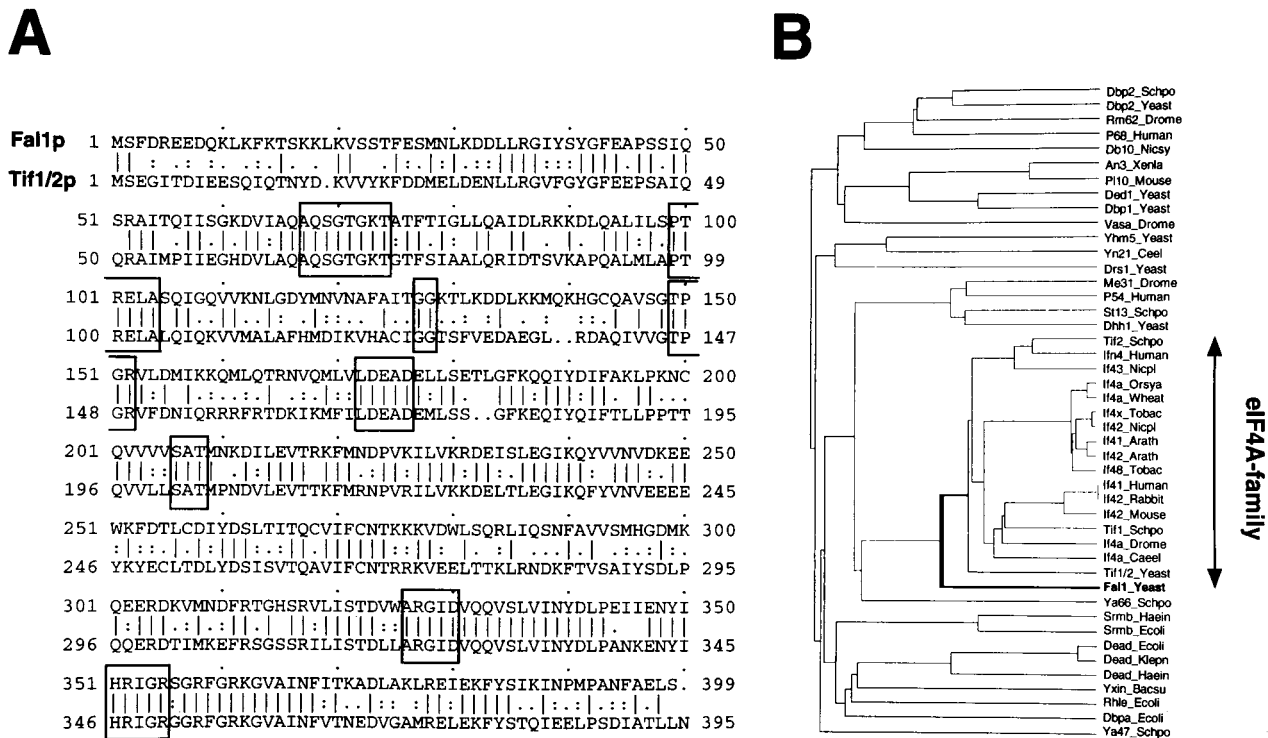 A
Fal1p 1 MSFDREEDQKLKFKTSKKLKVSSTFESMNLKDDLLRGIYSYGFEAPSSIQ 50
Tif1/2p 1 MSEGITDIEESQIQTNYD.KVVYKFDDMELDENLLRGVFGYGFEEPSAIQ 49
51 SRAITQIISGKDVIAQAQSGTGKTATFTIGLLQAIDLRKKDLQALILSPT 100
50 QRAIMPIIEGHDVLAQAQSGTGKTGTFSIAALQRIDTSVKAPQALMLAPT 99
101 RELASQIGQVVKNLGDYMNVNAFAITGGKTLKDDLKKMQKHGCQAVSGTP 150
100 RELALQIQKVVMALAFHMDIKVHACIGGTSFVEDAEGL..RDAQIVVGTP 147
151 GRVLDMIKKQMLQTRNVQMLVLDEADELLSETLGFKQQIYDIFAKLPKNC 200
148 GRVFDNIQRRRFRTDKIKMFILDEADEMLSS..GFKEQIYQIFTLLPPTT 195
201 QVVVVSATMNKDILEVTRKFMNDPVKILVKRDEISLEGIKQYVVNVDKEE 250
196 QVVLLSATMPNDVLEVTTKFMRNPVRILVKKDELTLEGIKQFYVNVEEEE 245
251 WKFDTLCDIYDSLTITQCVIFCNTKKKVDWLSQRLIQSNFAVVSMHGDMK 300
246 YKYECLTDLYDSISVTQAVIFCNTRRKVEELTTKLRNDKFTVSAIYSDLP 295
301 QEERDKVMNDFRTGHSRVLISTDVWARGIDVQQVSLVINYDLPEIIENYI 350
296 QQERDTIMKEFRSGSSRILISTDLLARGIDVQQVSLVINYDLPANKENYI 345
351 HRIGRSGRFGRKGVAINFITKADLAKLREIEKFYSIKINPMPANFAELS. 399
346 HRIGRGGRFGRKGVAINFVTNEDVGAMRELEKFYSTQIEELPSDIATLLN 395
B
Dbp2_Schpo
Dbp2_Yeast
Rm62_Drome
P68_Human
Db10_Nicsy
An3_Xenla
Pl10_Mouse
Ded1_Yeast
Dbp1_Yeast
Vasa_Drome
Yhm5_Yeast
Yn21_Ceel
Drs1_Yeast
Me31_Drome
P54_Human
St13_Schpo
Dhh1_Yeast
Tif2_Schpo
Ifn4_Human
If43_Nicpl
If4a_Orsya
If4a_Wheat
If4x_Tobac
If42_Nicpl
If41_Arath
If42_Arath
If48_Tobac
If41_Human
If42_Rabbit
If42_Mouse
Tif1_Schpo
If4a_Drome
If4a_Caeel
Tif1/2_Yeast
Fal1_Yeast
Ya66_Schpo
Srmb_Haein
Srmb_Ecoli
Dead_Ecoli
Dead_Klepn
Dead_Haein
Yxin_Bacsu
Rhle_Ecoli
Dbpa_Ecoli
Ya47_Schpo
eIF4A-family